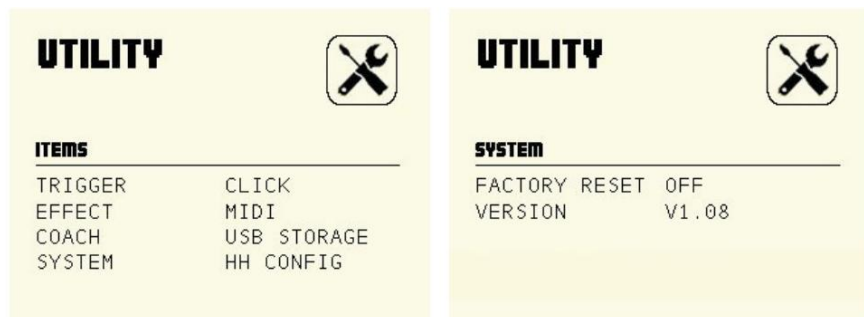 UTILITY
ITEMS
TRIGGER CLICK
EFFECT MIDI
COACH USB STORAGE
SYSTEM HH CONFIG
UTILITY
SYSTEM
FACTORY RESET OFF
VERSION V1.08